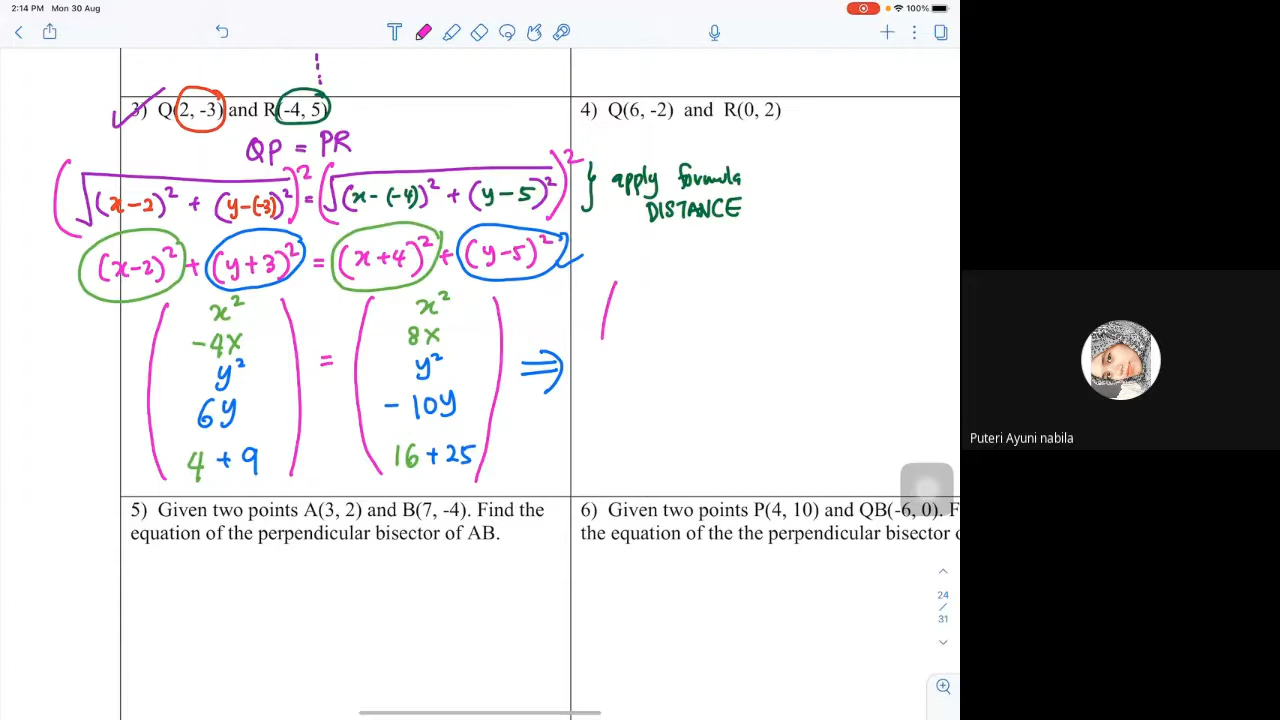 2:14 PM Mon 30 Aug
100%
T
3) Q(2, -3) and R(-4, 5)
QP = PR
(√(x-2)² + (y-(-3))²)² = (√(x-(-4))² + (y-5)²)²
(x-2)² + (y+3)² = (x+4)² + (y-5)²
x²
-4x
y²
6y
4 + 9
=
x²
8x
y²
-10y
16 + 25
⇒
4) Q(6, -2) and R(0, 2)
} apply formula
DISTANCE
(
5) Given two points A(3, 2) and B(7, -4). Find the
equation of the perpendicular bisector of AB.
6) Given two points P(4, 10) and QB(-6, 0). F
the equation of the the perpendicular bisector
24
/
31
Puteri Ayuni nabila